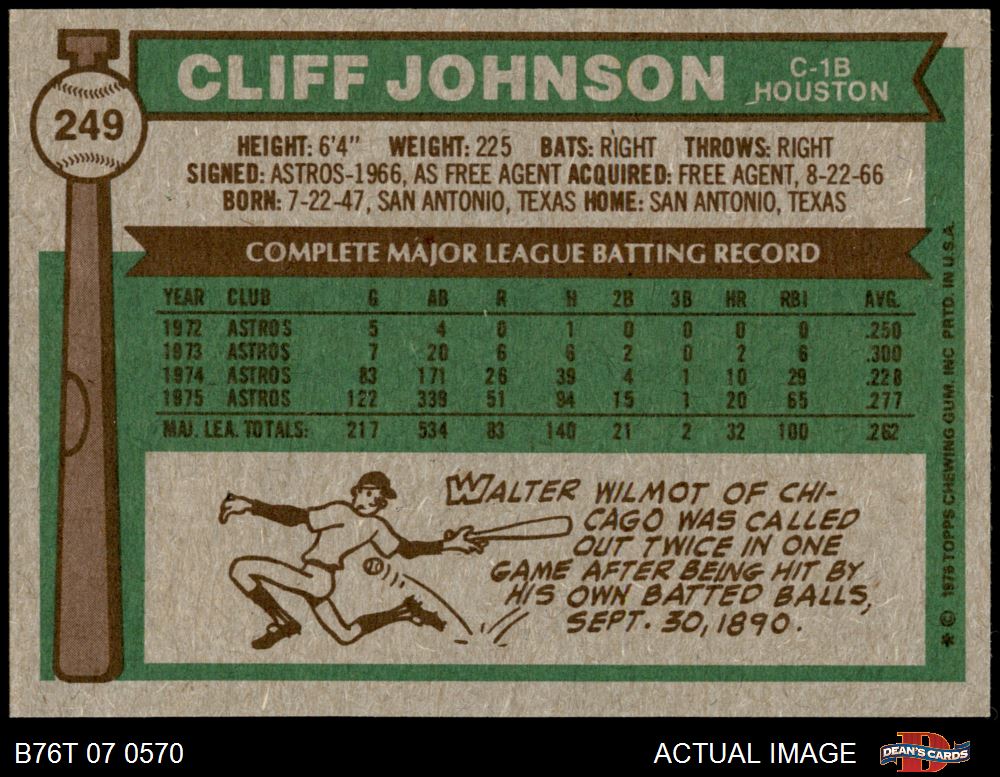 CLIFF JOHNSON
C-1B
HOUSTON
249
HEIGHT: 6'4" WEIGHT: 225 BATS: RIGHT THROWS: RIGHT
SIGNED: ASTROS-1966, AS FREE AGENT ACQUIRED: FREE AGENT, 8-22-66
BORN: 7-22-47, SAN ANTONIO, TEXAS HOME: SAN ANTONIO, TEXAS
COMPLETE MAJOR LEAGUE BATTING RECORD
YEAR CLUB G AB R H 2B 3B HR RBI AVG.
1972 ASTROS 5 4 0 1 0 0 0 0 .250
1973 ASTROS 7 20 6 6 2 0 2 6 .300
1974 ASTROS 83 171 26 39 4 1 10 29 .228
1975 ASTROS 122 339 51 94 15 1 20 65 .277
MAJ. LEA. TOTALS: 217 534 83 140 21 2 32 100 .262
WALTER WILMOT OF CHI-
CAGO WAS CALLED
OUT TWICE IN ONE
GAME AFTER BEING HIT BY
HIS OWN BATTED BALLS,
SEPT. 30, 1890.
* © 1976 TOPPS CHEWING GUM, INC PRTD. IN U.S.A.
B76T 07 0570
ACTUAL IMAGE
D
DEAN'S CARDS